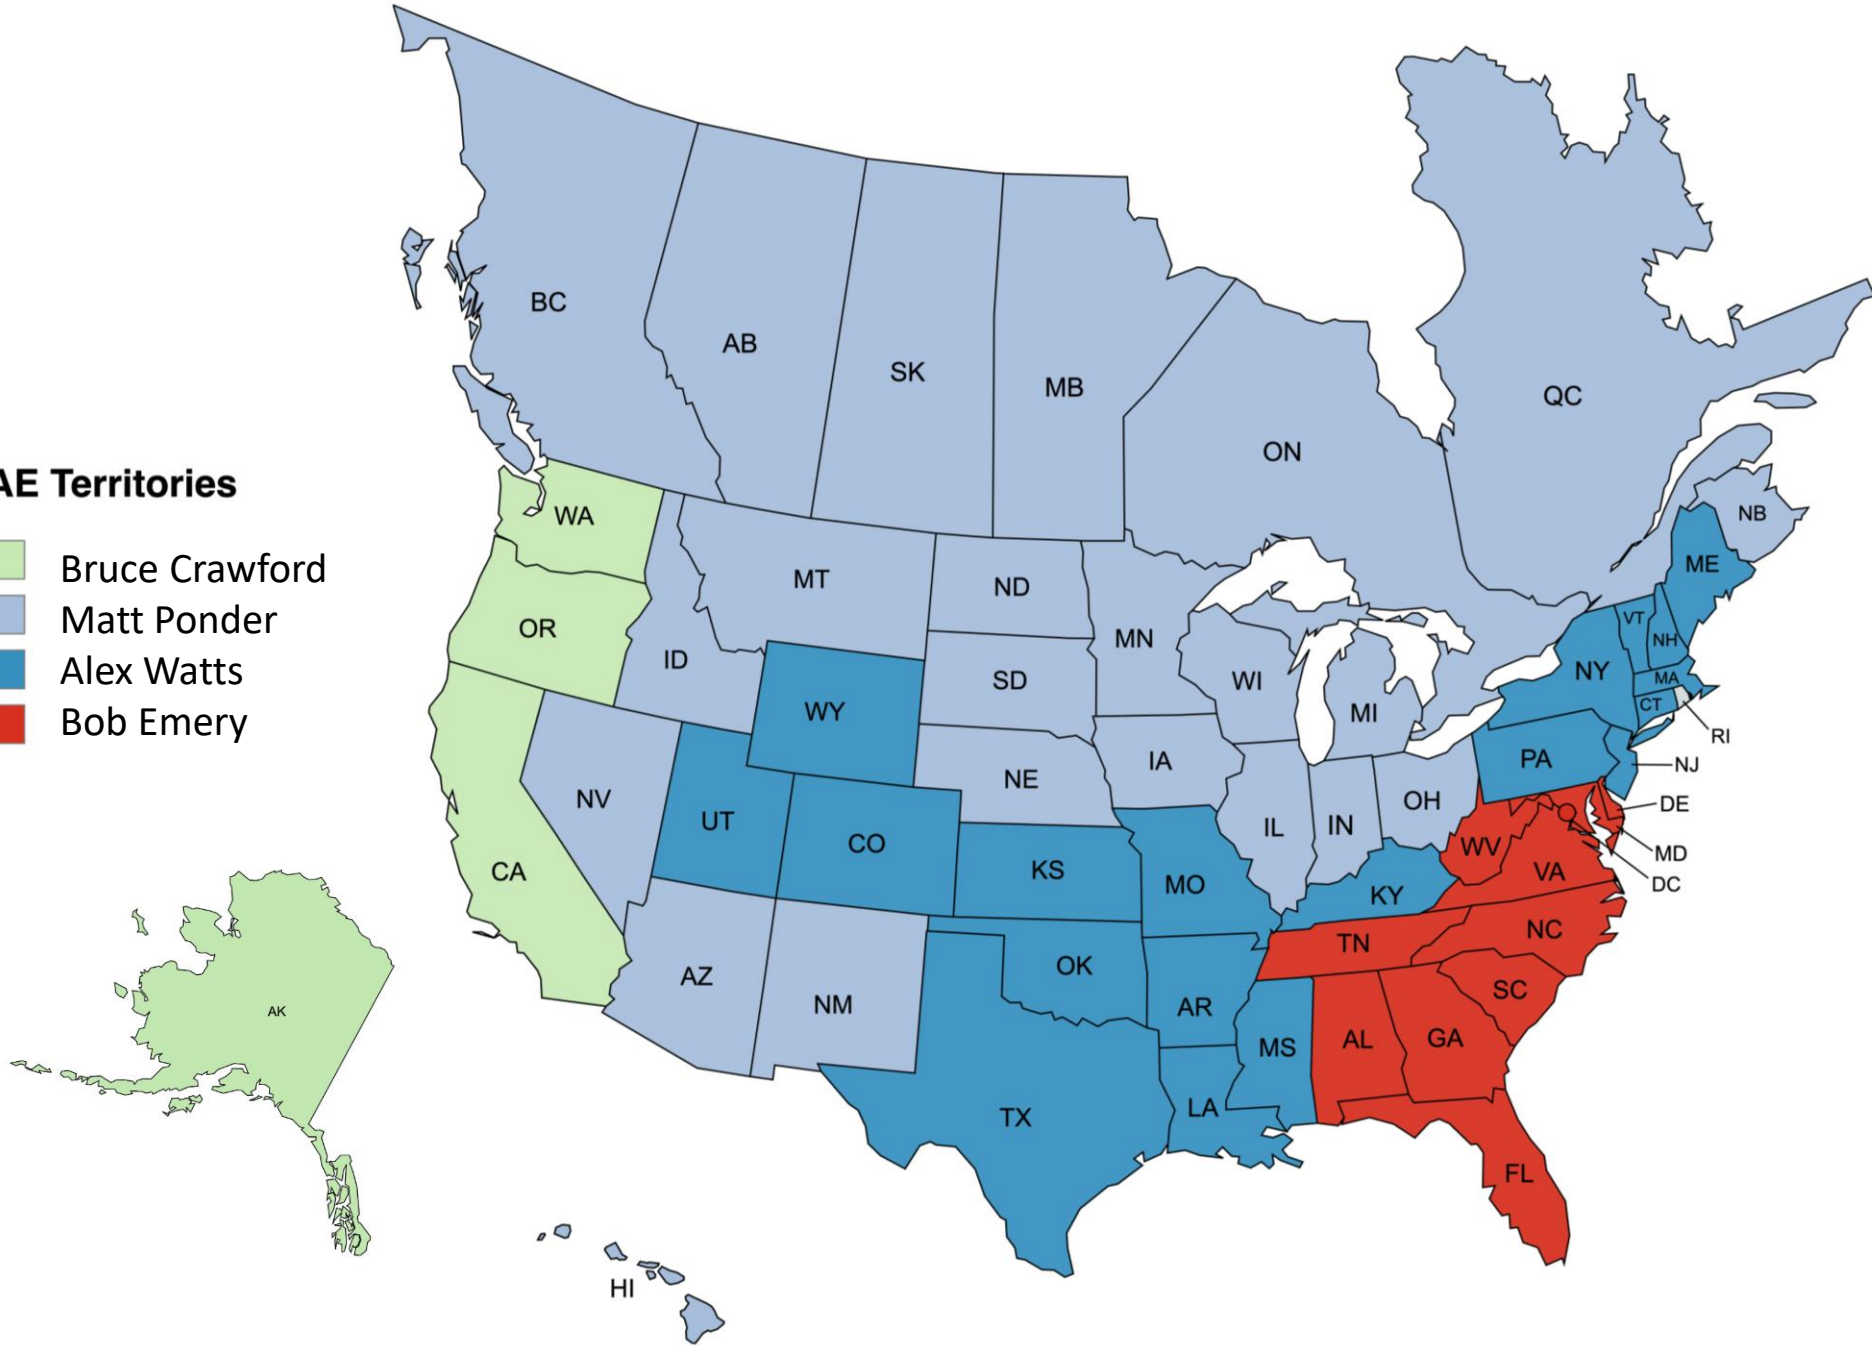 AE Territories
Bruce Crawford
Matt Ponder
Alex Watts
Bob Emery
BC
AB
SK
MB
ON
QC
NB
WA
OR
ID
MT
ND
MN
SD
WI
MI
WY
NE
IA
NV
UT
CO
KS
MO
IL
IN
OH
KY
WV
VA
PA
NY
VT
NH
ME
MA
CT
RI
NJ
DE
MD
DC
CA
AZ
NM
OK
AR
TN
NC
SC
MS
AL
GA
LA
TX
FL
AK
HI